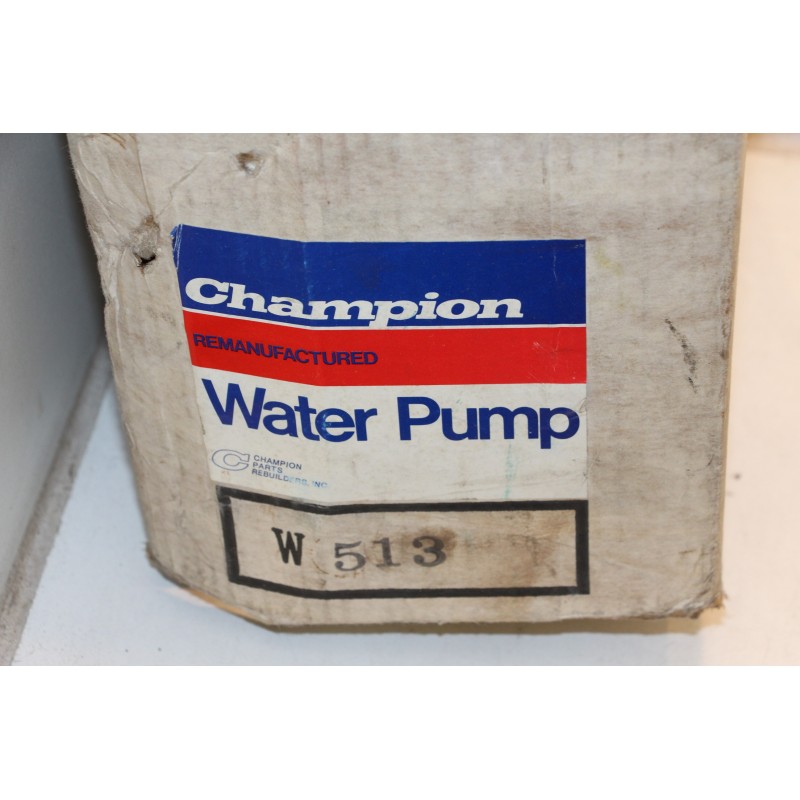 Champion
REMANUFACTURED
Water Pump
CHAMPION
PARTS
REBUILDERS, INC.
W 513